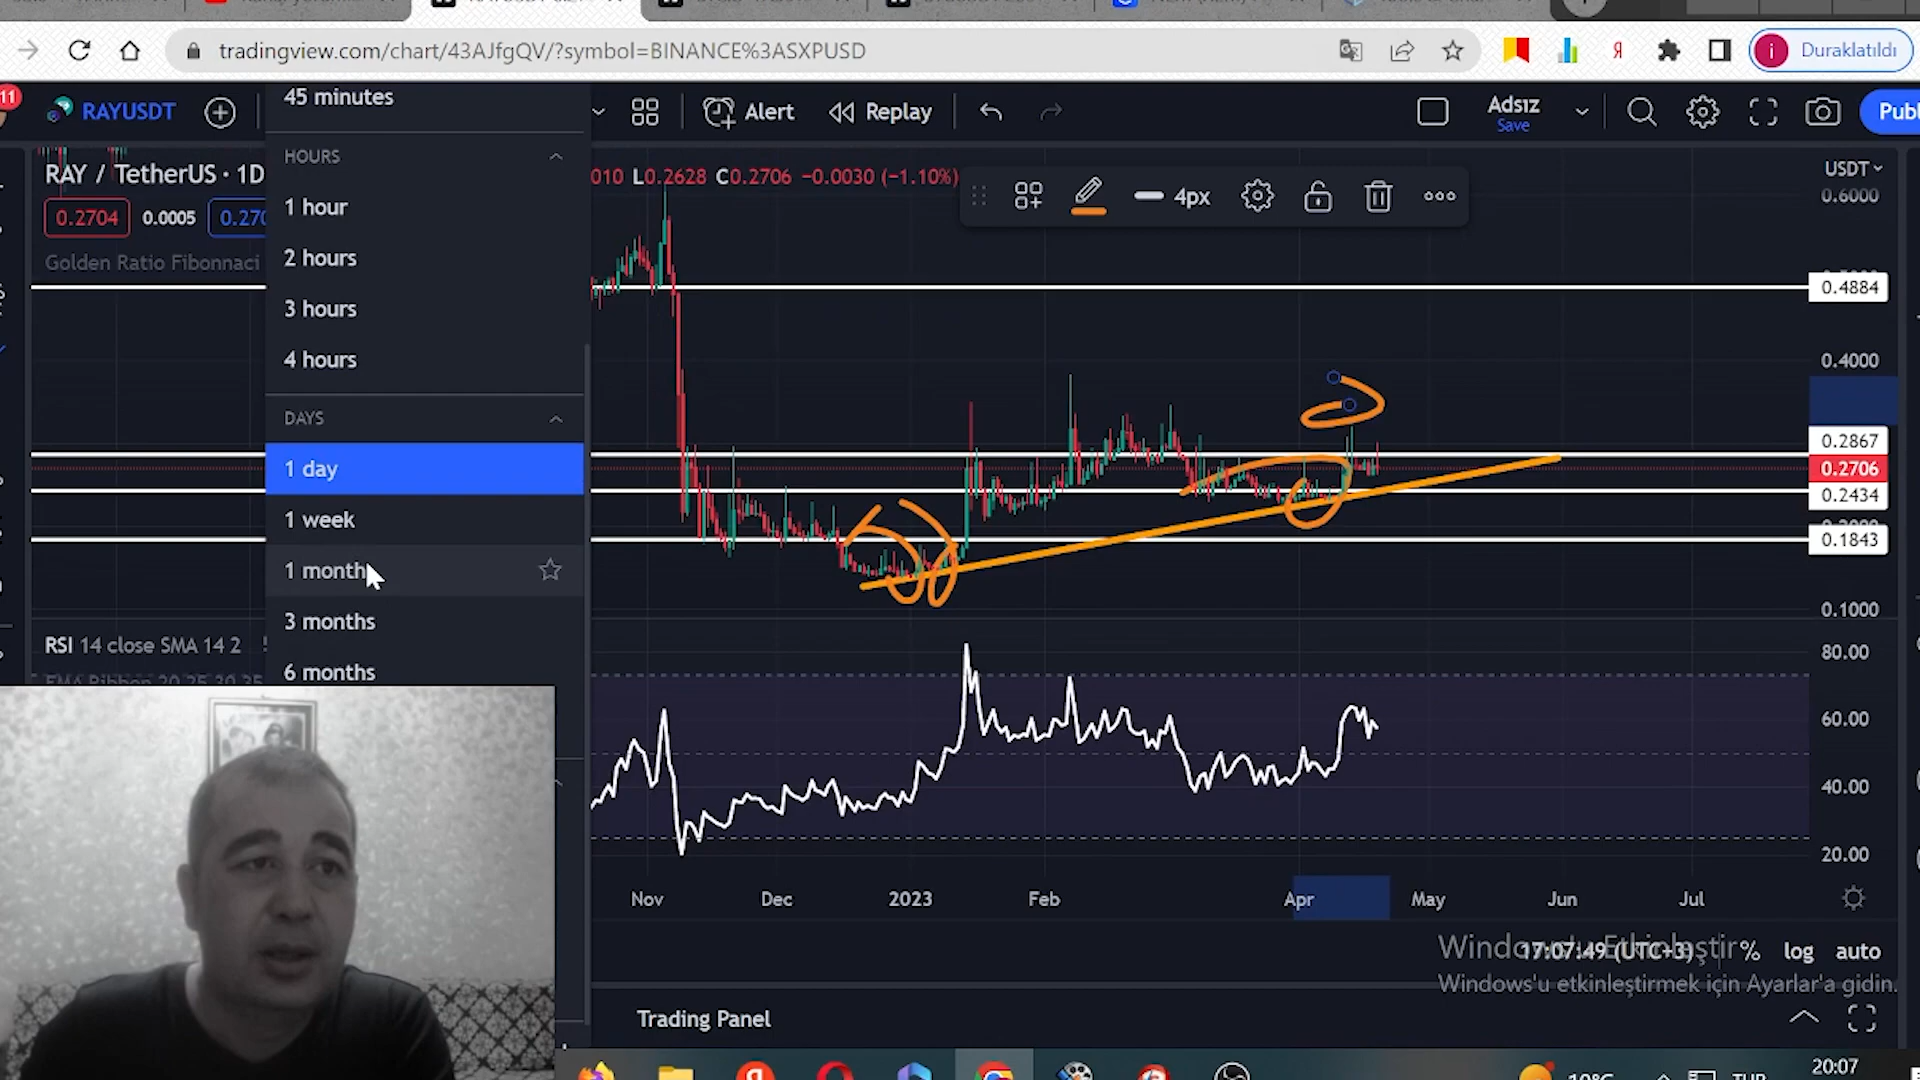 tradingview.com/chart/43AJfgQV/?symbol=BINANCE%3ASXPUSD
Duraklatıldı
11
RAYUSDT
45 minutes
Alert
Replay
Adsız
Save
RAY / TetherUS · 1D
010 L0.2628 C0.2706 −0.0030 (−1.10%)
USDT
0.2704
0.0005
4px
0.6000
Golden Ratio Fibonnaci
HOURS
1 hour
2 hours
3 hours
4 hours
DAYS
1 day
1 week
1 month
3 months
6 months
0.4884
0.4000
0.2867
0.2706
0.2434
0.1843
0.1000
RSI 14 close SMA 14 2
80.00
60.00
40.00
20.00
Nov
Dec
2023
Feb
Apr
May
Jun
Jul
17:07:49 (UTC+3)
%
log
auto
Windows'u Etkinleştir
Windows'u etkinleştirmek için Ayarlar'a gidin.
Trading Panel
20:07